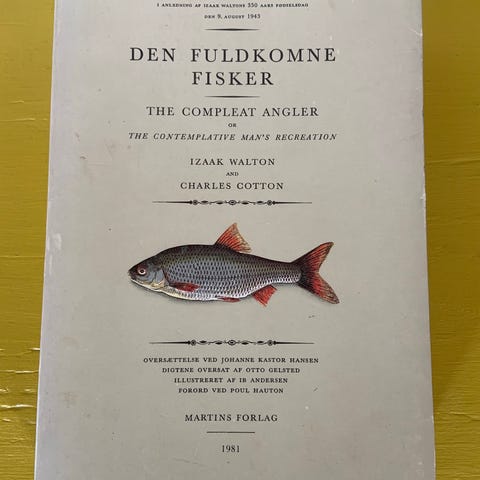 I ANLEDNING AF IZAAK WALTONS 350 AARS FØDSELSDAG
DEN 9. AUGUST 1943
DEN FULDKOMNE
FISKER
THE COMPLEAT ANGLER
OR
THE CONTEMPLATIVE MAN'S RECREATION
IZAAK WALTON
AND
CHARLES COTTON
OVERSÆTTELSE VED JOHANNE KASTOR HANSEN
DIGTENE OVERSAT AF OTTO GELSTED
ILLUSTRERET AF IB ANDERSEN
FORORD VED POUL HAUTON
MARTINS FORLAG
1981